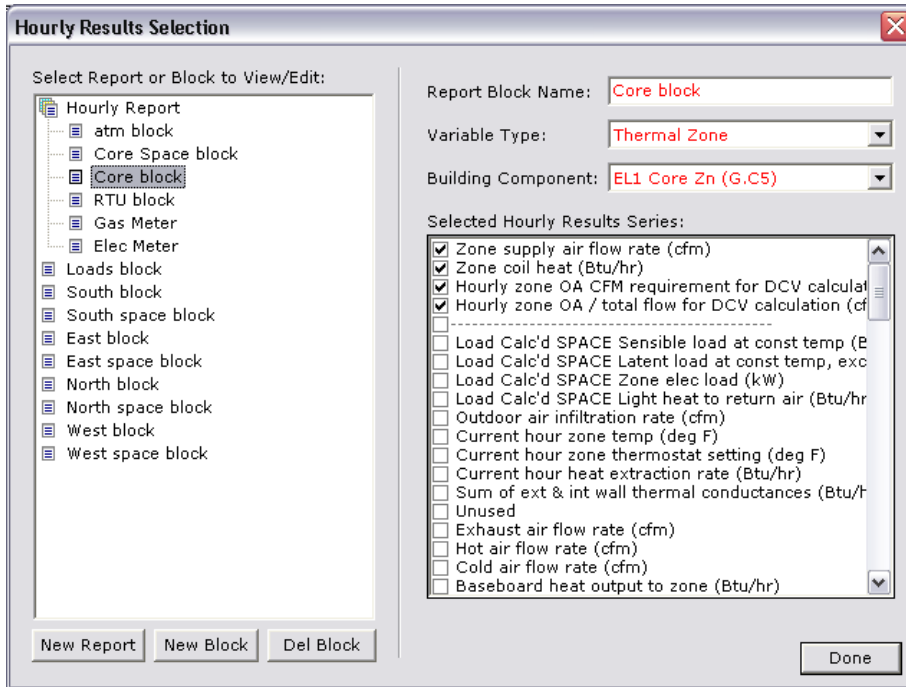 Hourly Results Selection
Select Report or Block to View/Edit:
Hourly Report
atm block
Core Space block
Core block
RTU block
Gas Meter
Elec Meter
Loads block
South block
South space block
East block
East space block
North block
North space block
West block
West space block
New Report
New Block
Del Block
Report Block Name: Core block
Variable Type: Thermal Zone
Building Component: EL1 Core Zn (G.C5)
Selected Hourly Results Series:
Zone supply air flow rate (cfm)
Zone coil heat (Btu/hr)
Hourly zone OA CFM requirement for DCV calculat
Hourly zone OA / total flow for DCV calculation (cf
----------------------------------------
Load Calc'd SPACE Sensible load at const temp (B
Load Calc'd SPACE Latent load at const temp, exc
Load Calc'd SPACE Zone elec load (kW)
Load Calc'd SPACE Light heat to return air (Btu/hr
Outdoor air infiltration rate (cfm)
Current hour zone temp (deg F)
Current hour zone thermostat setting (deg F)
Current hour heat extraction rate (Btu/hr)
Sum of ext & int wall thermal conductances (Btu/h
Unused
Exhaust air flow rate (cfm)
Hot air flow rate (cfm)
Cold air flow rate (cfm)
Baseboard heat output to zone (Btu/hr)
Done